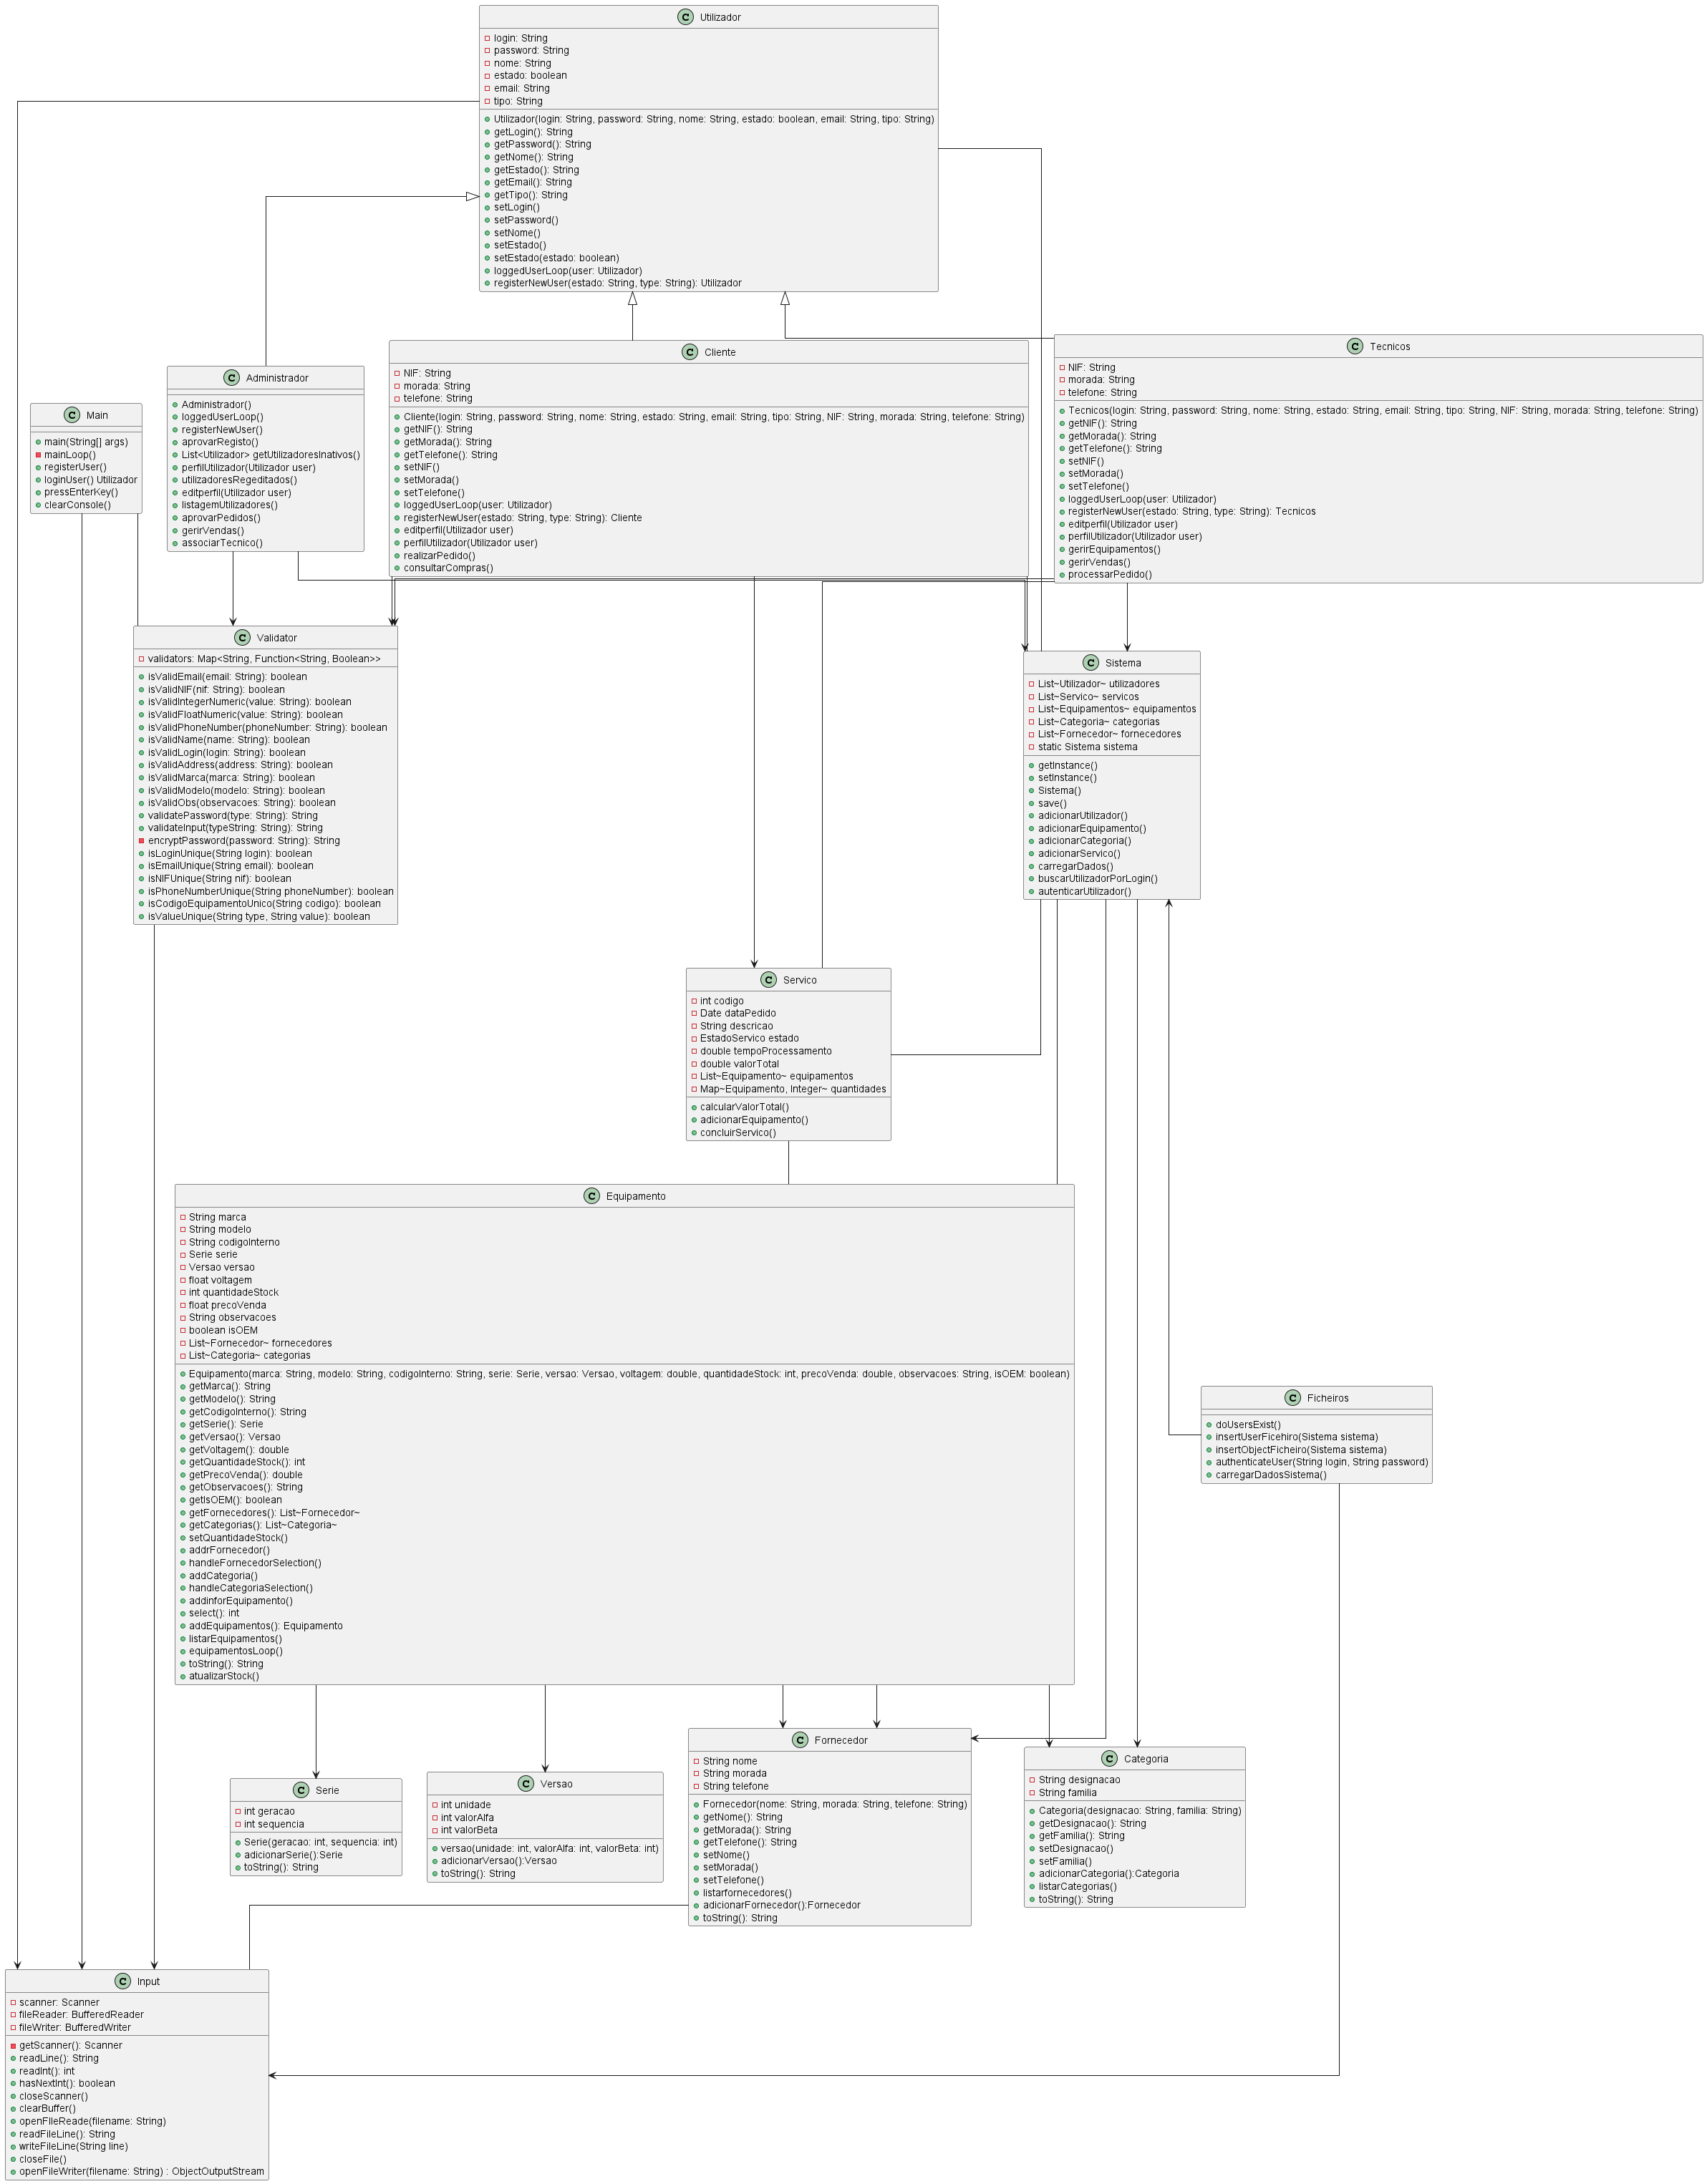 C Utilizador
login: String
password: String
nome: String
estado: boolean
email: String
tipo: String
Utilizador(login: String, password: String, nome: String, estado: boolean, email: String, tipo: String)
getLogin(): String
getPassword(): String
getNome(): String
getEstado(): String
getEmail(): String
getTipo(): String
setLogin()
setPassword()
setNome()
setEstado()
setEstado(estado: boolean)
loggedUserLoop(user: Utilizador)
registerNewUser(estado: String, type: String): Utilizador
C Main
main(String[] args)
mainLoop()
registerUser()
loginUser() Utilizador
pressEnterKey()
clearConsole()
C Administrador
Administrador()
loggedUserLoop()
registerNewUser()
aprovarRegisto()
List<Utilizador> getUtilizadoresInativos()
perfilUtilizador(Utilizador user)
utilizadoresRegeditados()
editperfil(Utilizador user)
listagemUtilizadores()
aprovarPedidos()
gerirVendas()
associarTecnico()
C Cliente
NIF: String
morada: String
telefone: String
Cliente(login: String, password: String, nome: String, estado: String, email: String, tipo: String, NIF: String, morada: String, telefone: String)
getNIF(): String
getMorada(): String
getTelefone(): String
setNIF()
setMorada()
setTelefone()
loggedUserLoop(user: Utilizador)
registerNewUser(estado: String, type: String): Cliente
editperfil(Utilizador user)
perfilUtilizador(Utilizador user)
realizarPedido()
consultarCompras()
C Tecnicos
NIF: String
morada: String
telefone: String
Tecnicos(login: String, password: String, nome: String, estado: String, email: String, tipo: String, NIF: String, morada: String, telefone: String)
getNIF(): String
getMorada(): String
getTelefone(): String
setNIF()
setMorada()
setTelefone()
loggedUserLoop(user: Utilizador)
registerNewUser(estado: String, type: String): Tecnicos
editperfil(Utilizador user)
perfilUtilizador(Utilizador user)
gerirEquipamentos()
gerirVendas()
processarPedido()
C Validator
validators: Map<String, Function<String, Boolean>>
isValidEmail(email: String): boolean
isValidNIF(nif: String): boolean
isValidIntegerNumeric(value: String): boolean
isValidFloatNumeric(value: String): boolean
isValidPhoneNumber(phoneNumber: String): boolean
isValidName(name: String): boolean
isValidLogin(login: String): boolean
isValidAddress(address: String): boolean
isValidMarca(marca: String): boolean
isValidModelo(modelo: String): boolean
isValidObs(observacoes: String): boolean
validatePassword(type: String): String
validateInput(typeString: String): String
encryptPassword(password: String): String
isLoginUnique(String login): boolean
isEmailUnique(String email): boolean
isNIFUnique(String nif): boolean
isPhoneNumberUnique(String phoneNumber): boolean
isCodigoEquipamentoUnico(String codigo): boolean
isValueUnique(String type, String value): boolean
C Sistema
List~Utilizador~ utilizadores
List~Servico~ servicos
List~Equipamentos~ equipamentos
List~Categoria~ categorias
List~Fornecedor~ fornecedores
static Sistema sistema
getInstance()
setInstance()
Sistema()
save()
adicionarUtilizador()
adicionarEquipamento()
adicionarCategoria()
adicionarServico()
carregarDados()
buscarUtilizadorPorLogin()
autenticarUtilizador()
C Servico
int codigo
Date dataPedido
String descricao
EstadoServico estado
double tempoProcessamento
double valorTotal
List~Equipamento~ equipamentos
Map~Equipamento, Integer~ quantidades
calcularValorTotal()
adicionarEquipamento()
concluirServico()
C Equipamento
String marca
String modelo
String codigoInterno
Serie serie
Versao versao
float voltagem
int quantidadeStock
float precoVenda
String observacoes
boolean isOEM
List~Fornecedor~ fornecedores
List~Categoria~ categorias
Equipamento(marca: String, modelo: String, codigoInterno: String, serie: Serie, versao: Versao, voltagem: double, quantidadeStock: int, precoVenda: double, observacoes: String, isOEM: boolean)
getMarca(): String
getModelo(): String
getCodigoInterno(): String
getSerie(): Serie
getVersao(): Versao
getVoltagem(): double
getQuantidadeStock(): int
getPrecoVenda(): double
getObservacoes(): String
getIsOEM(): boolean
getFornecedores(): List~Fornecedor~
getCategorias(): List~Categoria~
setQuantidadeStock()
addrFornecedor()
handleFornecedorSelection()
addCategoria()
handleCategoriaSelection()
addinforEquipamento()
select(): int
addEquipamentos(): Equipamento
listarEquipamentos()
equipamentosLoop()
toString(): String
atualizarStock()
C Ficheiros
doUsersExist()
insertUserFicehiro(Sistema sistema)
insertObjectFicheiro(Sistema sistema)
authenticateUser(String login, String password)
carregarDadosSistema()
C Serie
int geracao
int sequencia
Serie(geracao: int, sequencia: int)
adicionarSerie():Serie
toString(): String
C Versao
int unidade
int valorAlfa
int valorBeta
versao(unidade: int, valorAlfa: int, valorBeta: int)
adicionarVersao():Versao
toString(): String
C Fornecedor
String nome
String morada
String telefone
Fornecedor(nome: String, morada: String, telefone: String)
getNome(): String
getMorada(): String
getTelefone(): String
setNome()
setMorada()
setTelefone()
listarfornecedores()
adicionarFornecedor():Fornecedor
toString(): String
C Categoria
String designacao
String familia
Categoria(designacao: String, familia: String)
getDesignacao(): String
getFamilia(): String
setDesignacao()
setFamilia()
adicionarCategoria():Categoria
listarCategorias()
toString(): String
C Input
scanner: Scanner
fileReader: BufferedReader
fileWriter: BufferedWriter
getScanner(): Scanner
readLine(): String
readInt(): int
hasNextInt(): boolean
closeScanner()
clearBuffer()
openFIleReade(filename: String)
readFileLine(): String
writeFileLine(String line)
closeFile()
openFileWriter(filename: String) : ObjectOutputStream